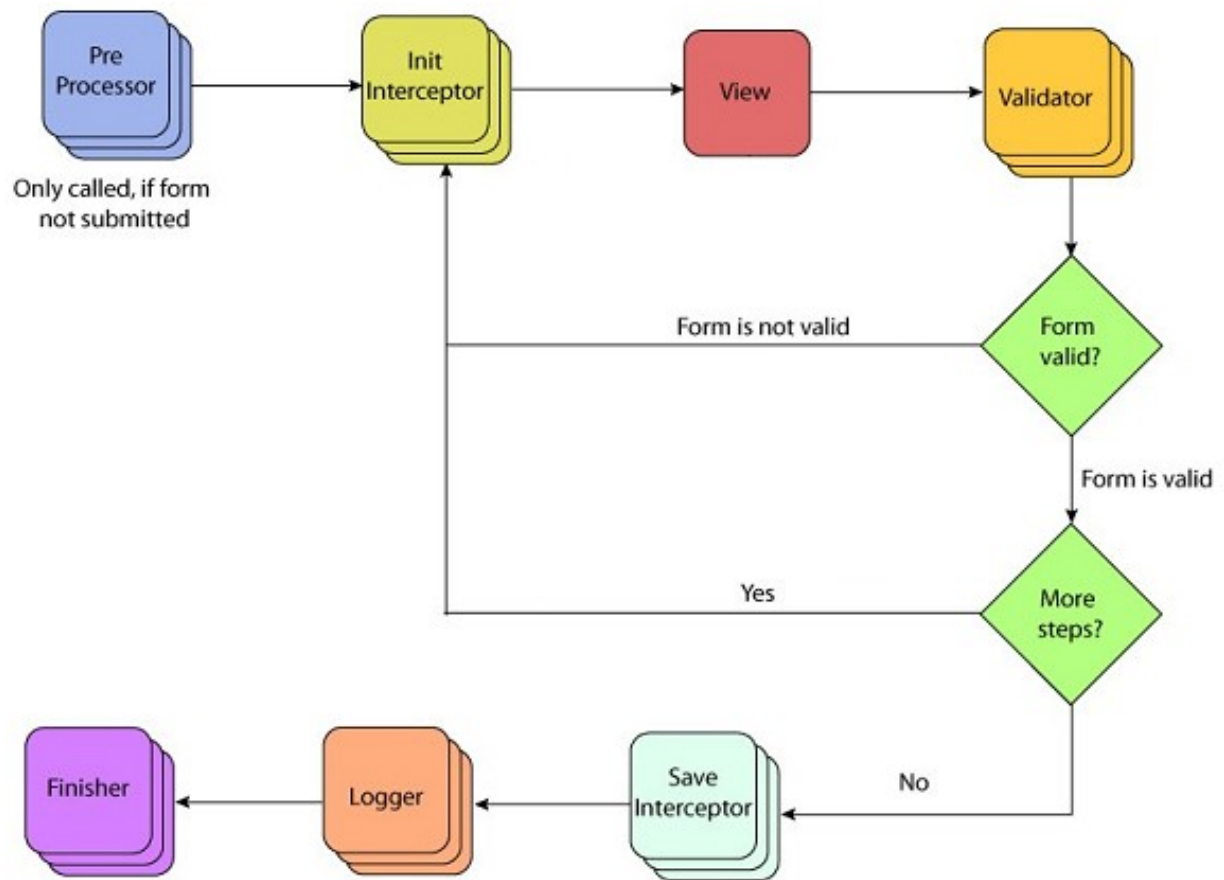 Pre
Processor
Init
Interceptor
View
Validator
Only called, if form
not submitted
Form is not valid
Form
valid?
Form is valid
Yes
More
steps?
No
Finisher
Logger
Save
Interceptor